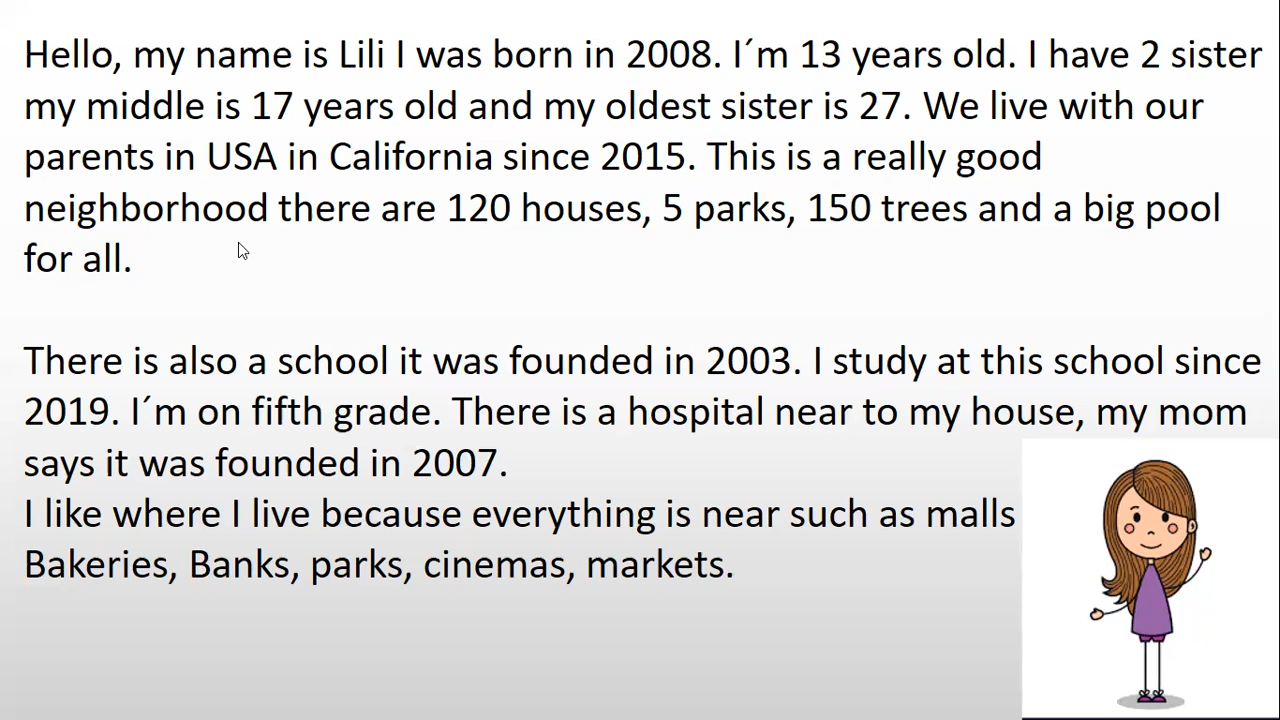 Hello, my name is Lili I was born in 2008. I´m 13 years old. I have 2 sister
my middle is 17 years old and my oldest sister is 27. We live with our
parents in USA in California since 2015. This is a really good
neighborhood there are 120 houses, 5 parks, 150 trees and a big pool
for all.
There is also a school it was founded in 2003. I study at this school since
2019. I´m on fifth grade. There is a hospital near to my house, my mom
says it was founded in 2007.
I like where I live because everything is near such as malls
Bakeries, Banks, parks, cinemas, markets.